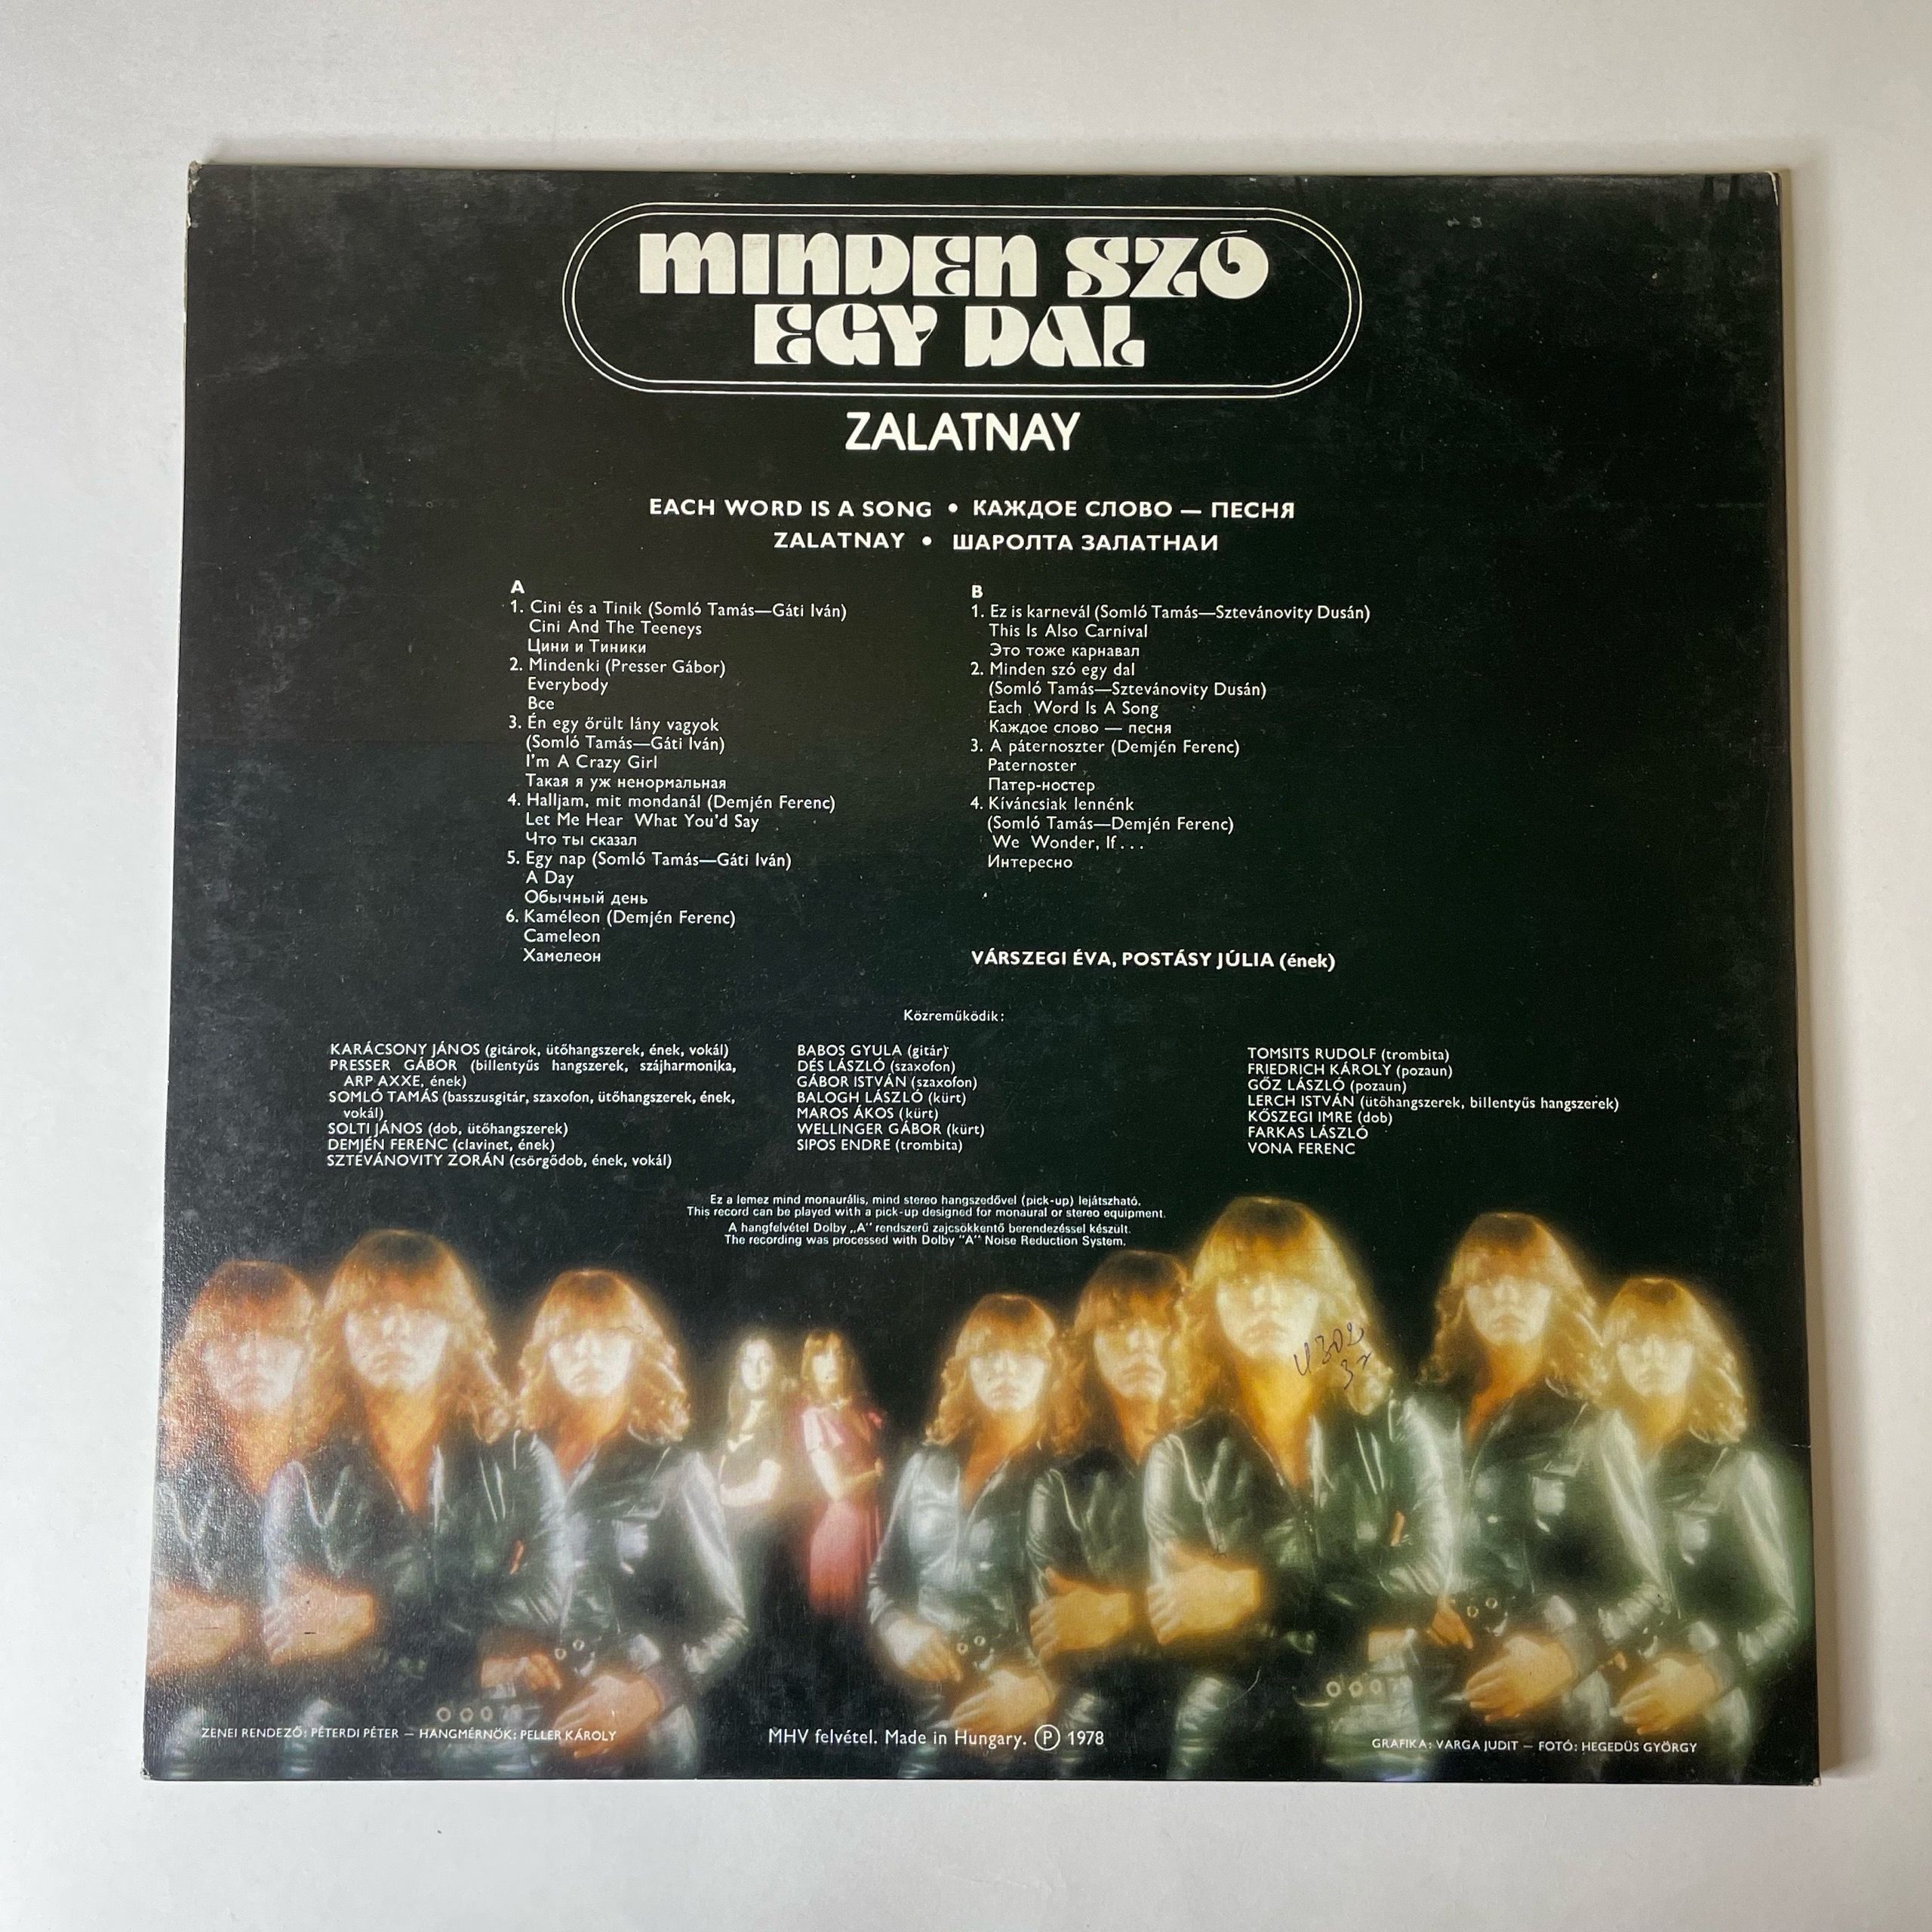 MINDEN SZÓ
EGY DAL
ZALATNAY
EACH WORD IS A SONG • КАЖДОЕ СЛОВО — ПЕСНЯ
ZALATNAY • ШАРОЛТА ЗАЛАТНАИ
A
1. Cini és a Tinik (Somló Tamás—Gáti Iván)
Cini And The Teeneys
Цини и Тиники
2. Mindenki (Presser Gábor)
Everybody
Все
3. Én egy őrült lány vagyok
(Somló Tamás—Gáti Iván)
I'm A Crazy Girl
Такая я уж ненормальная
4. Halljam, mit mondanál (Demjén Ferenc)
Let Me Hear What You'd Say
Что ты сказал
5. Egy nap (Somló Tamás—Gáti Iván)
A Day
Обычный день
6. Kaméleon (Demjén Ferenc)
Cameleon
Хамелеон
B
1. Ez is karnevál (Somló Tamás—Sztevánovity Dusán)
This Is Also Carnival
Это тоже карнавал
2. Minden szó egy dal
(Somló Tamás—Sztevánovity Dusán)
Each Word Is A Song
Каждое слово — песня
3. A páternoszter (Demjén Ferenc)
Paternoster
Патер-ностер
4. Kíváncsiak lennénk
(Somló Tamás—Demjén Ferenc)
We Wonder, If...
Интересно
VÁRSZEGI ÉVA, POSTÁSY JÚLIA (ének)
Közreműködik:
KARÁCSONY JÁNOS (gitárok, ütőhangszerek, ének, vokál)
PRESSER GÁBOR (billentyűs hangszerek, szájharmonika,
ARP AXXE, ének)
SOMLÓ TAMÁS (basszusgitár, szaxofon, ütőhangszerek, ének,
vokál)
SOLTI JÁNOS (dob, ütőhangszerek)
DEMJÉN FERENC (clavinet, ének)
SZTEVÁNOVITY ZORÁN (csörgődob, ének, vokál)
BABOS GYULA (gitár)
DÉS LÁSZLÓ (szaxofon)
GÁBOR ISTVÁN (szaxofon)
BALOGH LÁSZLÓ (kürt)
MAROS ÁKOS (kürt)
WELLINGER GÁBOR (kürt)
SIPOS ENDRE (trombita)
TOMSITS RUDOLF (trombita)
FRIEDRICH KÁROLY (pozaun)
GŐZ LÁSZLÓ (pozaun)
LERCH ISTVÁN (ütőhangszerek, billentyűs hangszerek)
KŐSZEGI IMRE (dob)
FARKAS LÁSZLÓ
VONA FERENC
Ez a lemez mind monaurális, mind stereo hangszedővel (pick-up) lejátszható.
This record can be played with a pick-up designed for monaural or stereo equipment.
A hangfelvétel Dolby „A" rendszerű zajcsökkentő berendezéssel készült.
The recording was processed with Dolby "A" Noise Reduction System.
ZENEI RENDEZŐ: PÉTERDI PÉTER — HANGMÉRNÖK: PELLER KÁROLY
MHV felvétel. Made in Hungary. Ⓟ 1978
GRAFIKA: VARGA JUDIT — FOTÓ: HEGEDÜS GYÖRGY